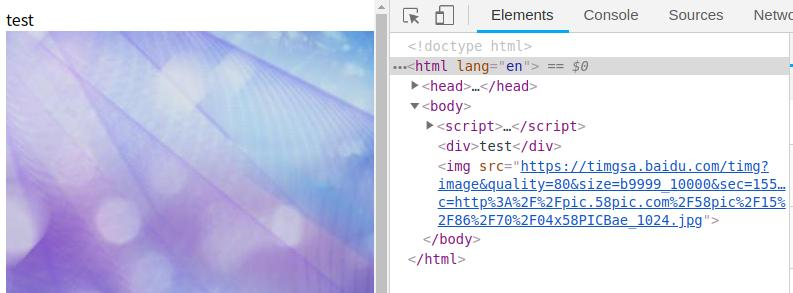 test
Elements Console Sources Netwo
<!doctype html>
…<html lang="en"> == $0
▶<head>…</head>
▼<body>
▶<script>…</script>
<div>test</div>
<img src="https://timgsa.baidu.com/timg?
image&quality=80&size=b9999_10000&sec=155…
c=http%3A%2F%2Fpic.58pic.com%2F58pic%2F15%
2F86%2F70%2F04x58PICBae_1024.jpg">
</body>
</html>